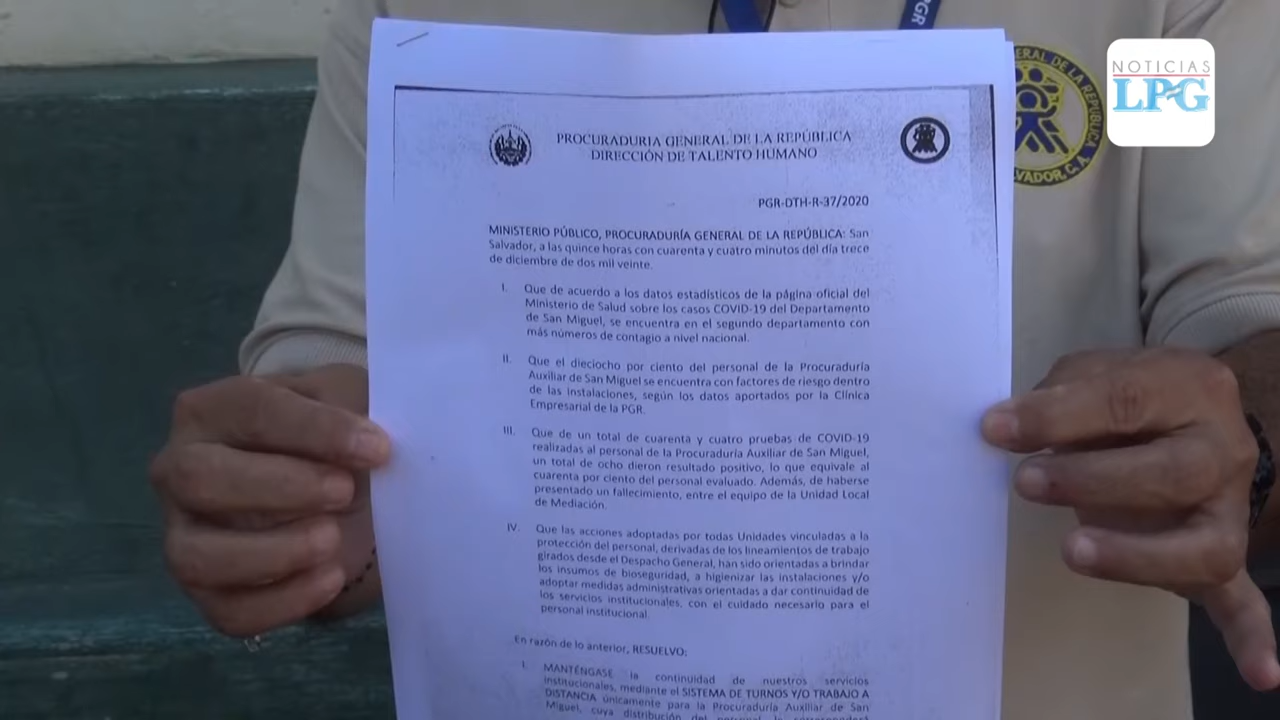 NOTICIAS
LPG
PGR
ERAL DE LA REPÚBLICA
VADOR, C. A.
PROCURADURIA GENERAL DE LA REPÚBLICA
DIRECCIÓN DE TALENTO HUMANO
PGR-DTH-R-37/2020
MINISTERIO PÚBLICO, PROCURADURÍA GENERAL DE LA REPÚBLICA: San
Salvador, a las quince horas con cuarenta y cuatro minutos del día trece
de diciembre de dos mil veinte.
I. Que de acuerdo a los datos estadísticos de la página oficial del
Ministerio de Salud sobre los casos COVID-19 del Departamento
de San Miguel, se encuentra en el segundo departamento con
más números de contagio a nivel nacional.
II. Que el dieciocho por ciento del personal de la Procuraduría
Auxiliar de San Miguel se encuentra con factores de riesgo dentro
de las instalaciones, según los datos aportados por la Clínica
Empresarial de la PGR.
III. Que de un total de cuarenta y cuatro pruebas de COVID-19
realizadas al personal de la Procuraduría Auxiliar de San Miguel,
un total de ocho dieron resultado positivo, lo que equivale al
cuarenta por ciento del personal evaluado. Además, de haberse
presentado un fallecimiento, entre el equipo de la Unidad Local
de Mediación.
IV. Que las acciones adoptadas por todas Unidades vinculadas a la
protección del personal, derivadas de los lineamientos de trabajo
girados desde el Despacho General, han sido orientadas a brindar
los insumos de bioseguridad, a higienizar las instalaciones y/o
adoptar medidas administrativas orientadas a dar continuidad de
los servicios institucionales, con el cuidado necesario para el
personal institucional.
En razón de lo anterior, RESUELVO:
I. MANTÉNGASE la continuidad de nuestros servicios
institucionales, mediante el SISTEMA DE TURNOS Y/O TRABAJO A
DISTANCIA únicamente para la Procuraduría Auxiliar de San
Miguel, cuya distribución del personal le corresponderá